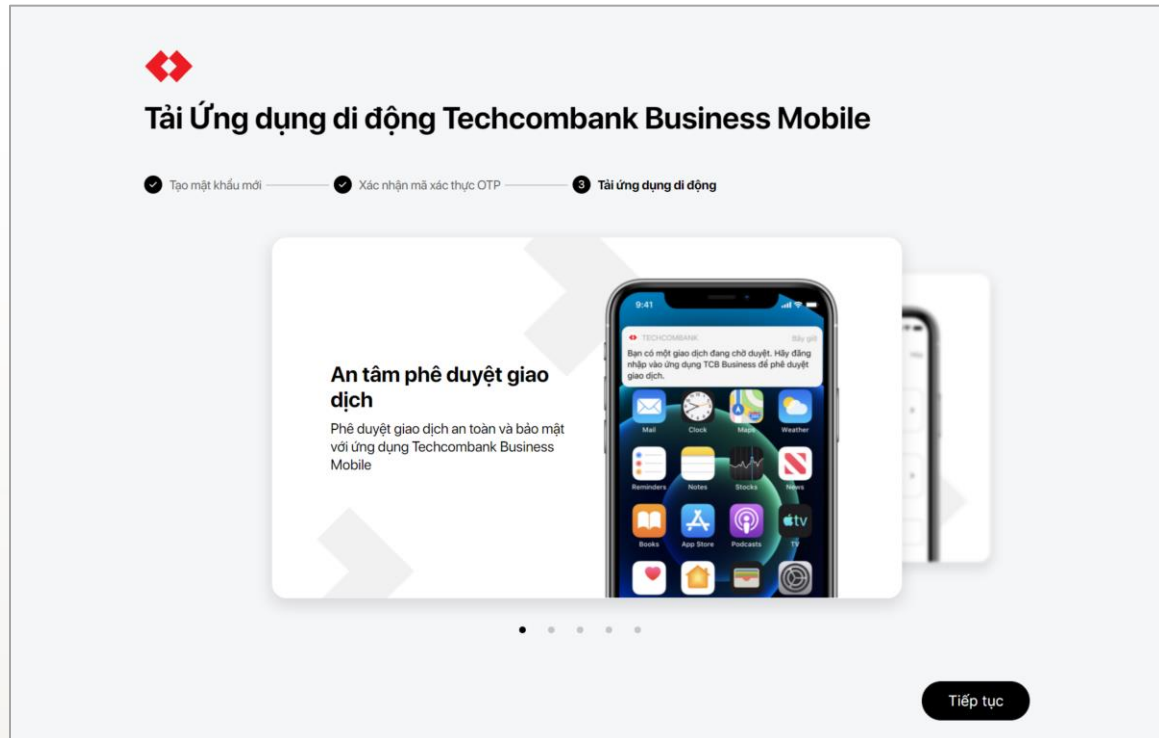 Tải Ứng dụng di động Techcombank Business Mobile
Tạo mật khẩu mới
Xác nhận mã xác thực OTP
3 Tải ứng dụng di động
An tâm phê duyệt giao
dịch
Phê duyệt giao dịch an toàn và bảo mật
với ứng dụng Techcombank Business
Mobile
9:41
TECHCOMBANK Bây giờ
Bạn có một giao dịch đang chờ duyệt. Hãy đăng
nhập vào ứng dụng TCB Business để phê duyệt
giao dịch.
Mail Clock Maps Weather
Reminders Notes Stocks News
tv
Books App Store Podcasts TV
Tiếp tục